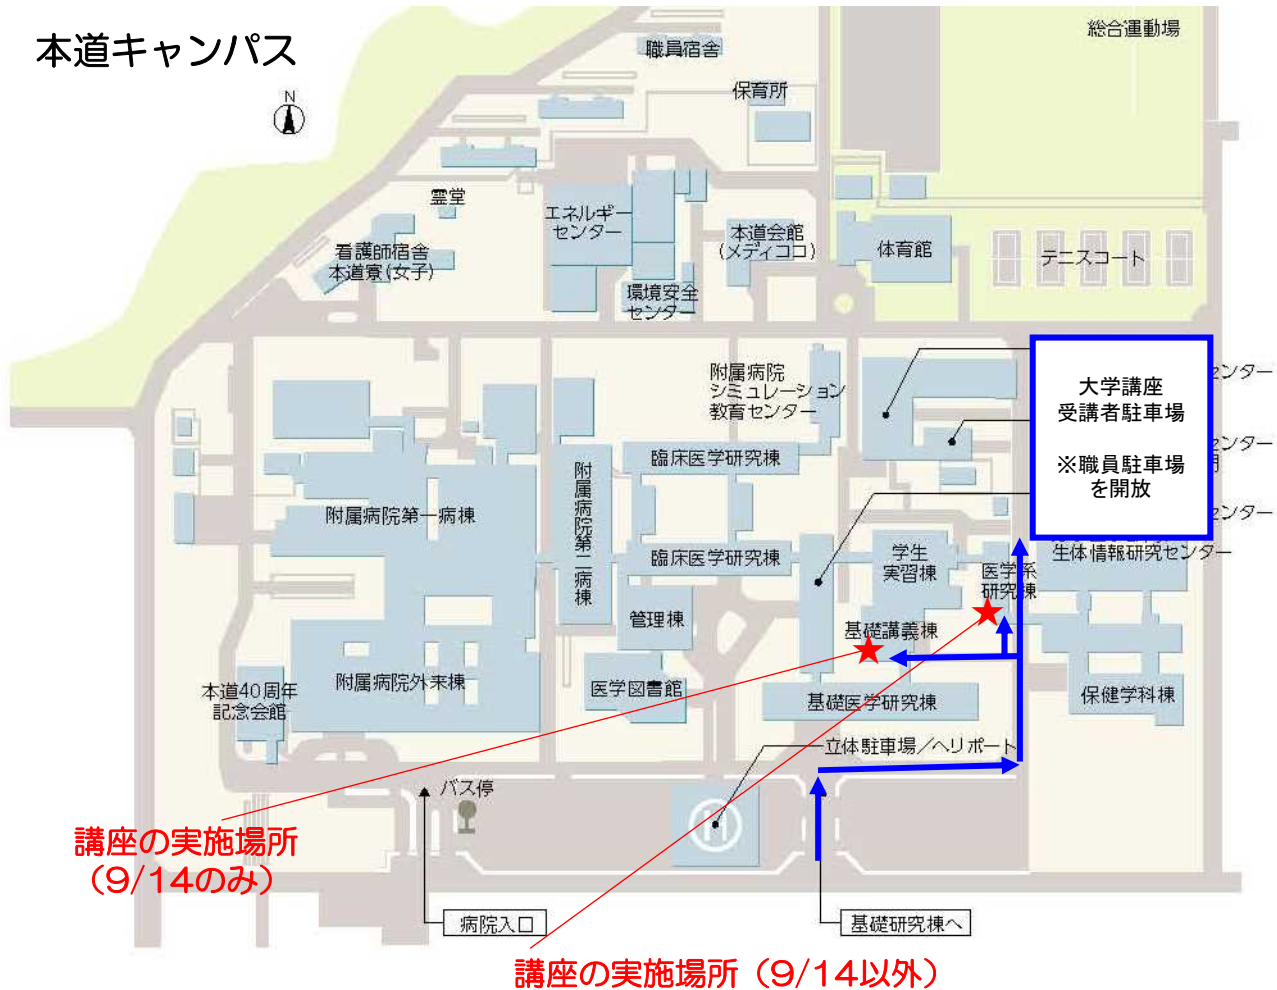 本道キャンパス
N
総合運動場
職員宿舎
保育所
霊堂
エネルギー
センター
看護師宿舎
本道寮(女子)
本道会館
(メディココ)
体育館
テニスコート
環境安全
センター
附属病院
シミュレーション
教育センター
大学講座
受講者駐車場
※職員駐車場
を開放
ンター
センター
センター
生体情報研究センター
臨床医学研究棟
附属病院第二病棟
附属病院第一病棟
臨床医学研究棟
学生
実習棟
医学系
研究棟
管理棟
基礎講義棟
附属病院外来棟
本道40周年
記念会館
医学図書館
基礎医学研究棟
保健学科棟
立体駐車場/ヘリポート
バス停
講座の実施場所
(9/14のみ)
病院入口
基礎研究棟へ
講座の実施場所(9/14以外)